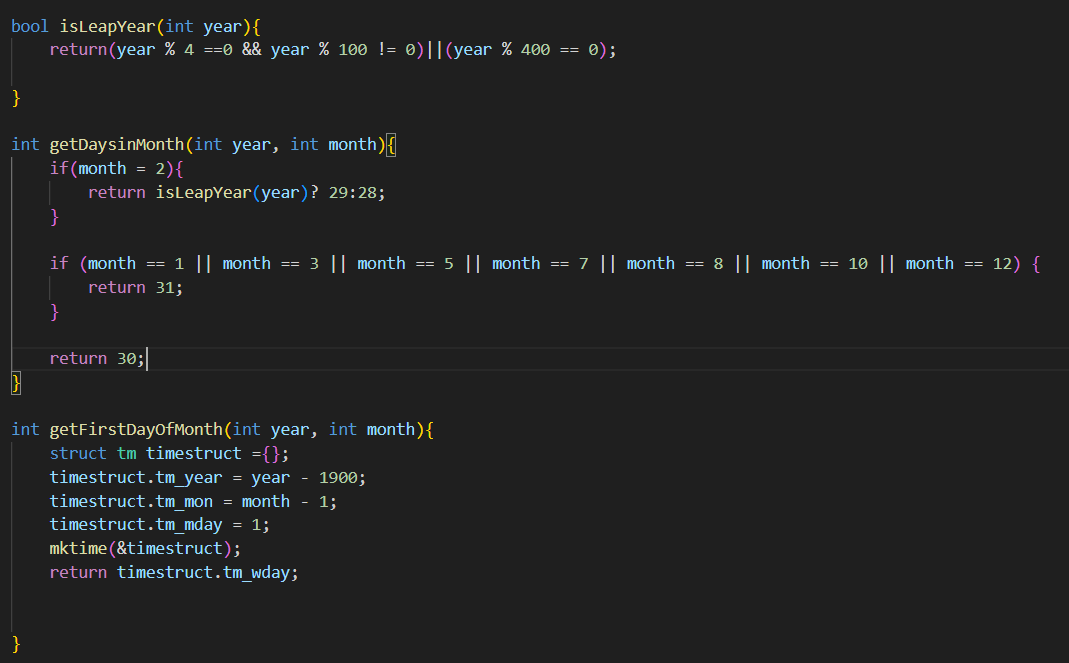 bool isLeapYear(int year){
    return(year % 4 ==0 && year % 100 != 0)||(year % 400 == 0);
}
int getDaysinMonth(int year, int month){
    if(month = 2){
        return isLeapYear(year)? 29:28;
    }
    if (month == 1 || month == 3 || month == 5 || month == 7 || month == 8 || month == 10 || month == 12) {
        return 31;
    }
    return 30;
}
int getFirstDayOfMonth(int year, int month){
    struct tm timestruct ={};
    timestruct.tm_year = year - 1900;
    timestruct.tm_mon = month - 1;
    timestruct.tm_mday = 1;
    mktime(&timestruct);
    return timestruct.tm_wday;
}